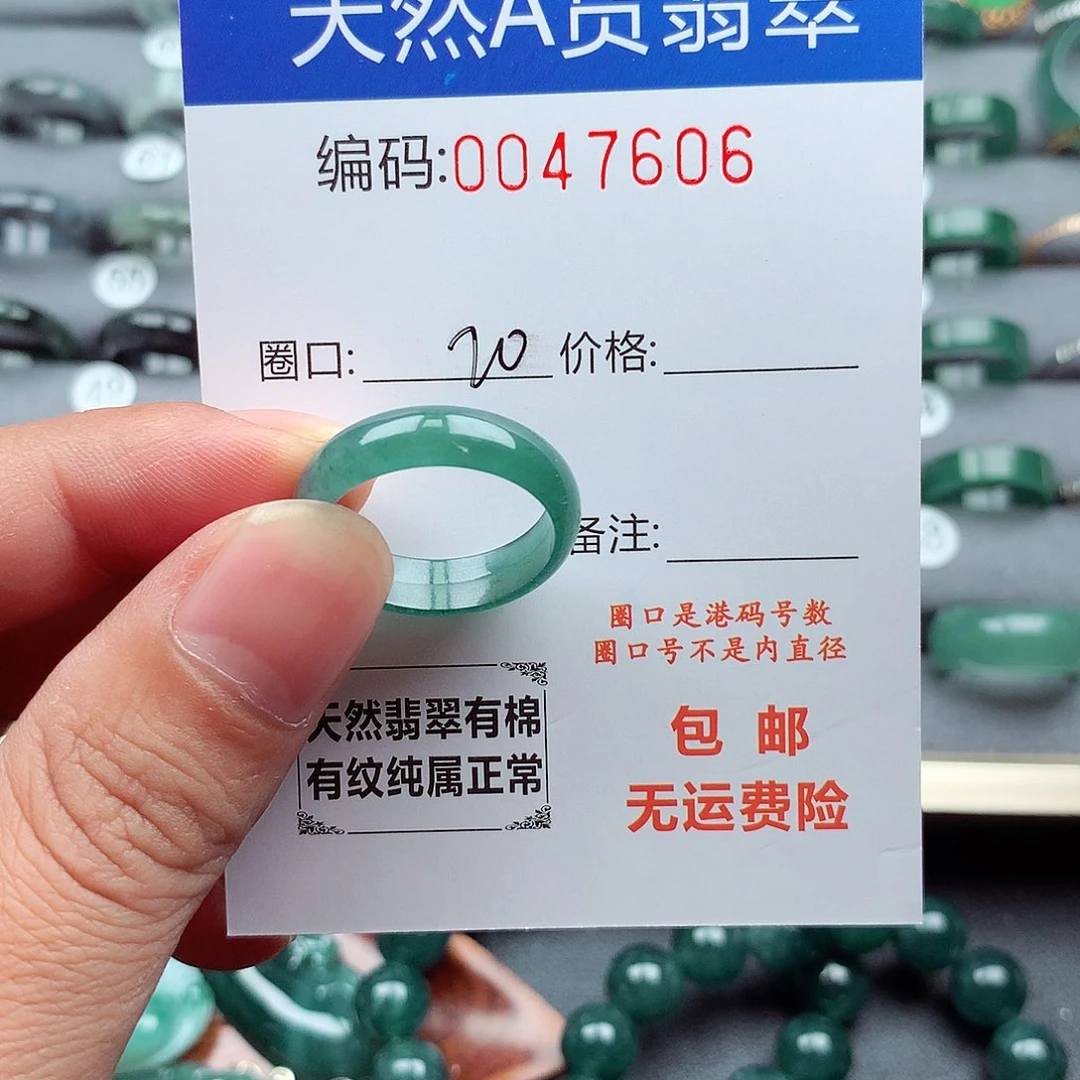 天然A货翡翠
编码:0047606
圈口: 20 价格:
备注:
圈口是港码号数
圈口号不是内直径
天然翡翠有棉
有纹纯属正常
包 邮
无运费险